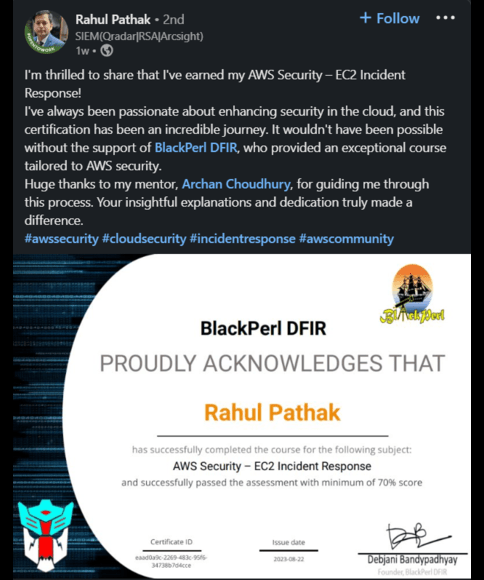 Rahul Pathak • 2nd
+ Follow •••
SIEM(Qradar|RSA|Arcsight)
1w •
I'm thrilled to share that I've earned my AWS Security – EC2 Incident
Response!
I've always been passionate about enhancing security in the cloud, and this
certification has been an incredible journey. It wouldn't have been possible
without the support of BlackPerl DFIR, who provided an exceptional course
tailored to AWS security.
Huge thanks to my mentor, Archan Choudhury, for guiding me through
this process. Your insightful explanations and dedication truly made a
difference.
#awssecurity #cloudsecurity #incidentresponse #awscommunity
BlackPerl
BlackPerl DFIR
PROUDLY ACKNOWLEDGES THAT
Rahul Pathak
has successfully completed the course for the following subject:
AWS Security – EC2 Incident Response
and successfully passed the assessment with minimum of 70% score
Certificate ID
Issue date
2023-08-22
34738b7d4cce
Debjani Bandypadhyay
Founder, BlackPerl DFIR